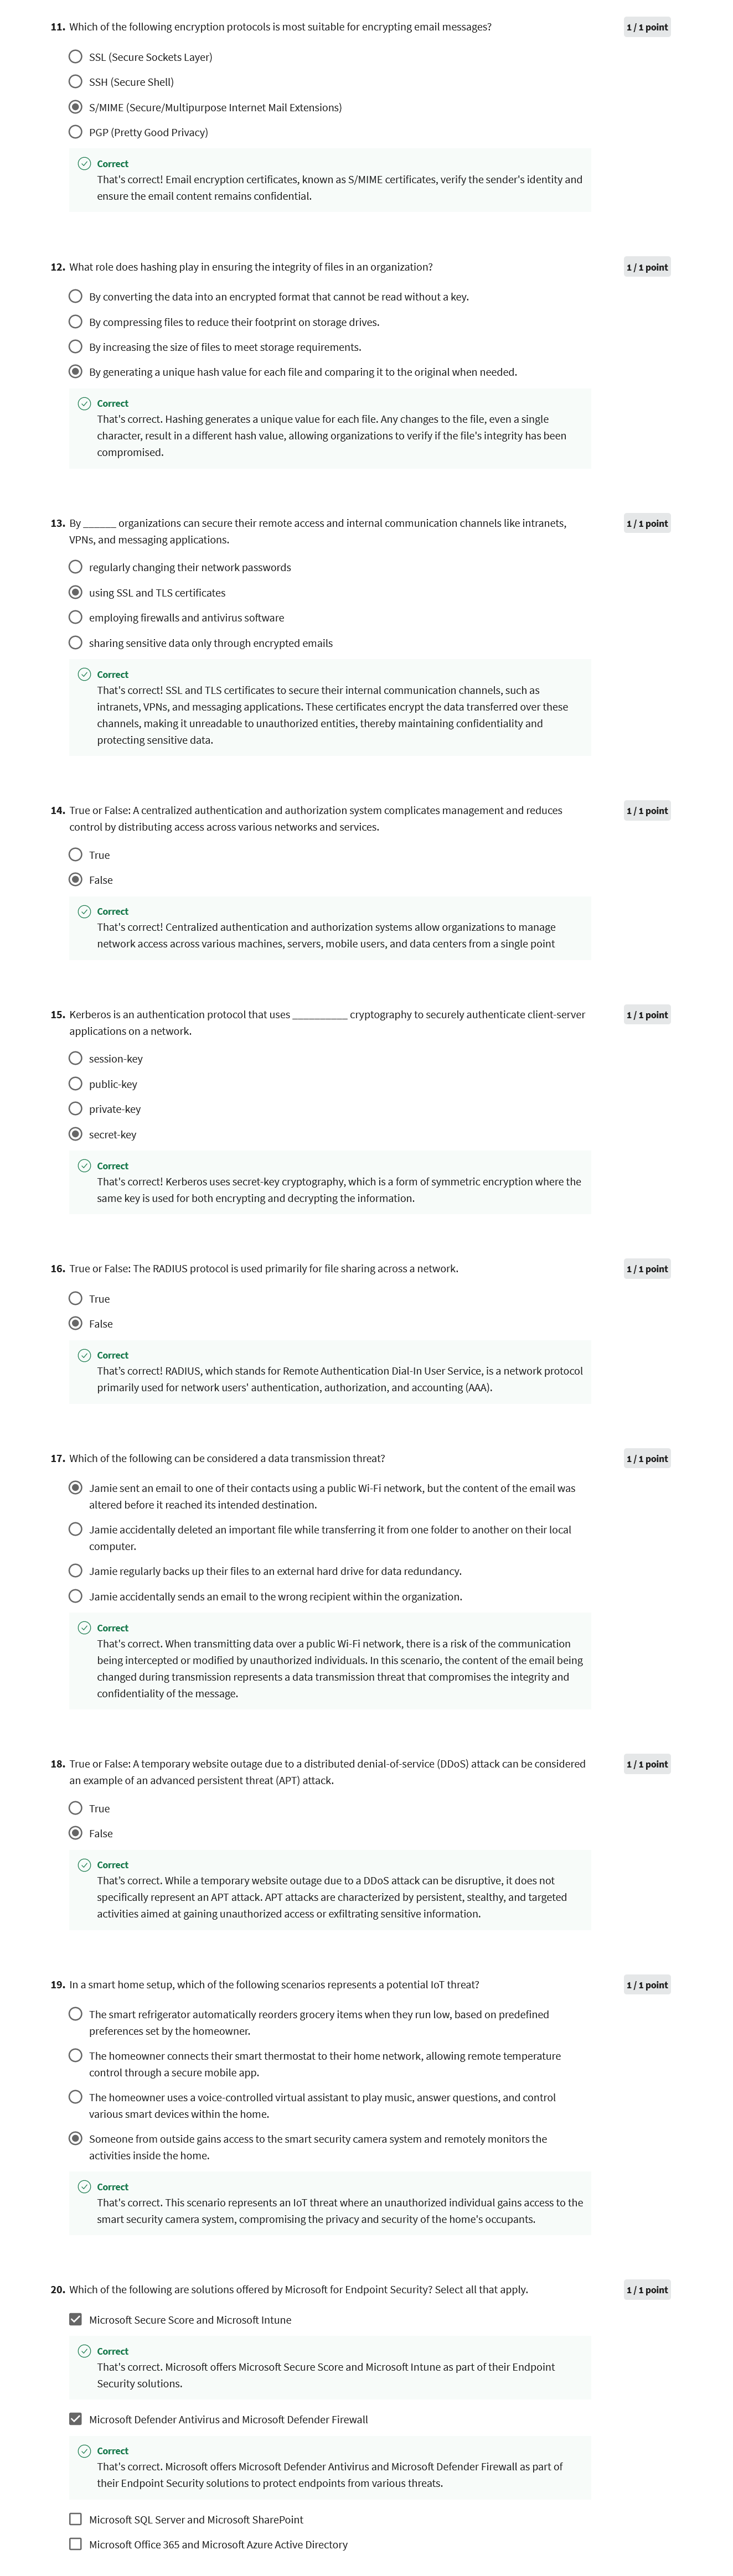 11. Which of the following encryption protocols is most suitable for encrypting email messages?
1 / 1 point
SSL (Secure Sockets Layer)
SSH (Secure Shell)
S/MIME (Secure/Multipurpose Internet Mail Extensions)
PGP (Pretty Good Privacy)
Correct
That's correct! Email encryption certificates, known as S/MIME certificates, verify the sender's identity and
ensure the email content remains confidential.
12. What role does hashing play in ensuring the integrity of files in an organization?
1 / 1 point
By converting the data into an encrypted format that cannot be read without a key.
By compressing files to reduce their footprint on storage drives.
By increasing the size of files to meet storage requirements.
By generating a unique hash value for each file and comparing it to the original when needed.
Correct
That's correct. Hashing generates a unique value for each file. Any changes to the file, even a single
character, result in a different hash value, allowing organizations to verify if the file's integrity has been
compromised.
13. By ______ organizations can secure their remote access and internal communication channels like intranets,
1 / 1 point
VPNs, and messaging applications.
regularly changing their network passwords
using SSL and TLS certificates
employing firewalls and antivirus software
sharing sensitive data only through encrypted emails
Correct
That's correct! SSL and TLS certificates to secure their internal communication channels, such as
intranets, VPNs, and messaging applications. These certificates encrypt the data transferred over these
channels, making it unreadable to unauthorized entities, thereby maintaining confidentiality and
protecting sensitive data.
14. True or False: A centralized authentication and authorization system complicates management and reduces
1 / 1 point
control by distributing access across various networks and services.
True
False
Correct
That's correct! Centralized authentication and authorization systems allow organizations to manage
network access across various machines, servers, mobile users, and data centers from a single point
15. Kerberos is an authentication protocol that uses __________ cryptography to securely authenticate client-server
1 / 1 point
applications on a network.
session-key
public-key
private-key
secret-key
Correct
That's correct! Kerberos uses secret-key cryptography, which is a form of symmetric encryption where the
same key is used for both encrypting and decrypting the information.
16. True or False: The RADIUS protocol is used primarily for file sharing across a network.
1 / 1 point
True
False
Correct
That's correct! RADIUS, which stands for Remote Authentication Dial-In User Service, is a network protocol
primarily used for network users' authentication, authorization, and accounting (AAA).
17. Which of the following can be considered a data transmission threat?
1 / 1 point
Jamie sent an email to one of their contacts using a public Wi-Fi network, but the content of the email was
altered before it reached its intended destination.
Jamie accidentally deleted an important file while transferring it from one folder to another on their local
computer.
Jamie regularly backs up their files to an external hard drive for data redundancy.
Jamie accidentally sends an email to the wrong recipient within the organization.
Correct
That's correct. When transmitting data over a public Wi-Fi network, there is a risk of the communication
being intercepted or modified by unauthorized individuals. In this scenario, the content of the email being
changed during transmission represents a data transmission threat that compromises the integrity and
confidentiality of the message.
18. True or False: A temporary website outage due to a distributed denial-of-service (DDoS) attack can be considered
1 / 1 point
an example of an advanced persistent threat (APT) attack.
True
False
Correct
That's correct. While a temporary website outage due to a DDoS attack can be disruptive, it does not
specifically represent an APT attack. APT attacks are characterized by persistent, stealthy, and targeted
activities aimed at gaining unauthorized access or exfiltrating sensitive information.
19. In a smart home setup, which of the following scenarios represents a potential IoT threat?
1 / 1 point
The smart refrigerator automatically reorders grocery items when they run low, based on predefined
preferences set by the homeowner.
The homeowner connects their smart thermostat to their home network, allowing remote temperature
control through a secure mobile app.
The homeowner uses a voice-controlled virtual assistant to play music, answer questions, and control
various smart devices within the home.
Someone from outside gains access to the smart security camera system and remotely monitors the
activities inside the home.
Correct
That's correct. This scenario represents an IoT threat where an unauthorized individual gains access to the
smart security camera system, compromising the privacy and security of the home's occupants.
20. Which of the following are solutions offered by Microsoft for Endpoint Security? Select all that apply.
1 / 1 point
Microsoft Secure Score and Microsoft Intune
Correct
That's correct. Microsoft offers Microsoft Secure Score and Microsoft Intune as part of their Endpoint
Security solutions.
Microsoft Defender Antivirus and Microsoft Defender Firewall
Correct
That's correct. Microsoft offers Microsoft Defender Antivirus and Microsoft Defender Firewall as part of
their Endpoint Security solutions to protect endpoints from various threats.
Microsoft SQL Server and Microsoft SharePoint
Microsoft Office 365 and Microsoft Azure Active Directory